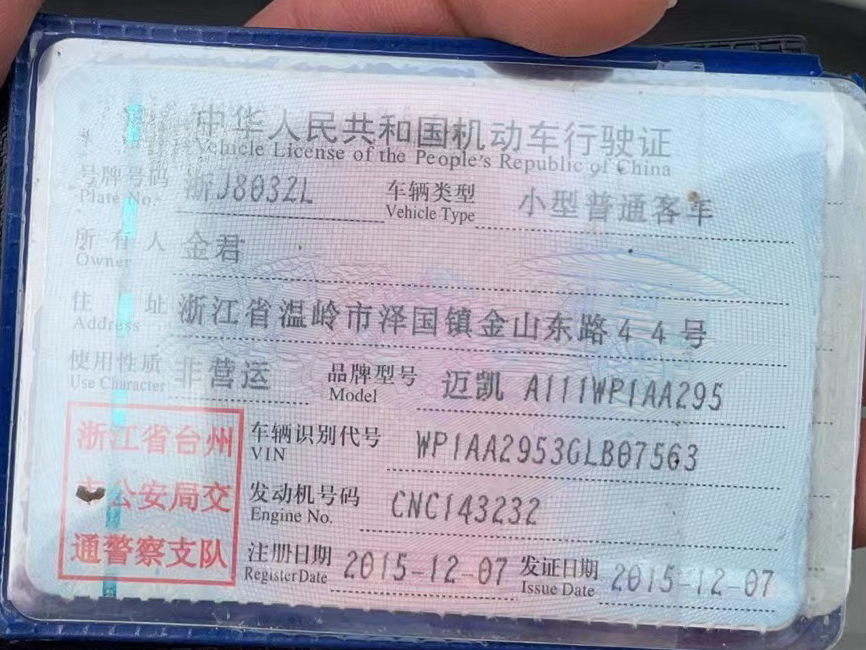 中华人民共和国机动车行驶证
Vehicle License of the People's Republic of China
号牌号码 浙J8032L 车辆类型 小型普通客车
Plate No. Vehicle Type
所有人 金君
Owner
住址 浙江省温岭市泽国镇金山东路44号
Address
使用性质 非营运 品牌型号 迈凯 A111WP1AA295
Use Character Model
浙江省台州市公安局交通警察支队
车辆识别代号 WP1AA2953GLB07563
VIN
发动机号码 CNC143232
Engine No.
注册日期 2015-12-07 发证日期 2015-12-07
Register Date Issue Date